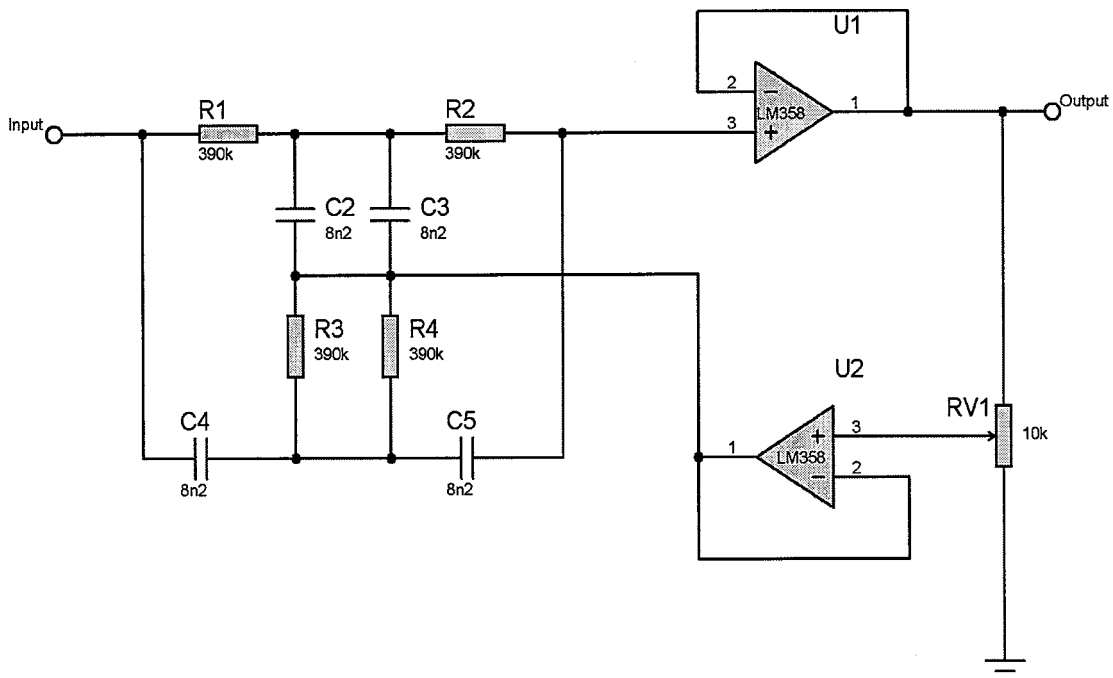 U1
2
LM358
1
3
Output
Input
R1
390k
R2
390k
C2
8n2
C3
8n2
R3
390k
R4
390k
U2
C4
8n2
C5
8n2
1
LM358
3
2
RV1
10k